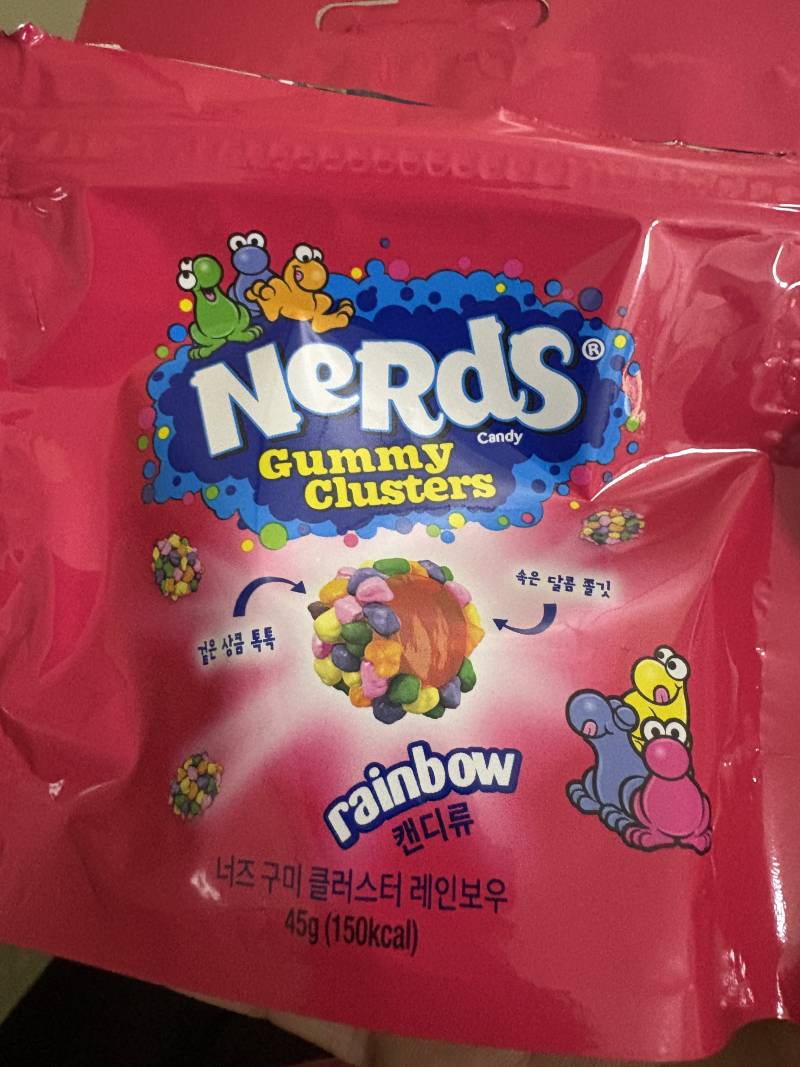 NeRdS®
Candy
Gummy
Clusters
속은 달콤 쫄깃
겉은 상큼 톡톡
rainbow
캔디류
너즈 구미 클러스터 레인보우
45g (150kcal)